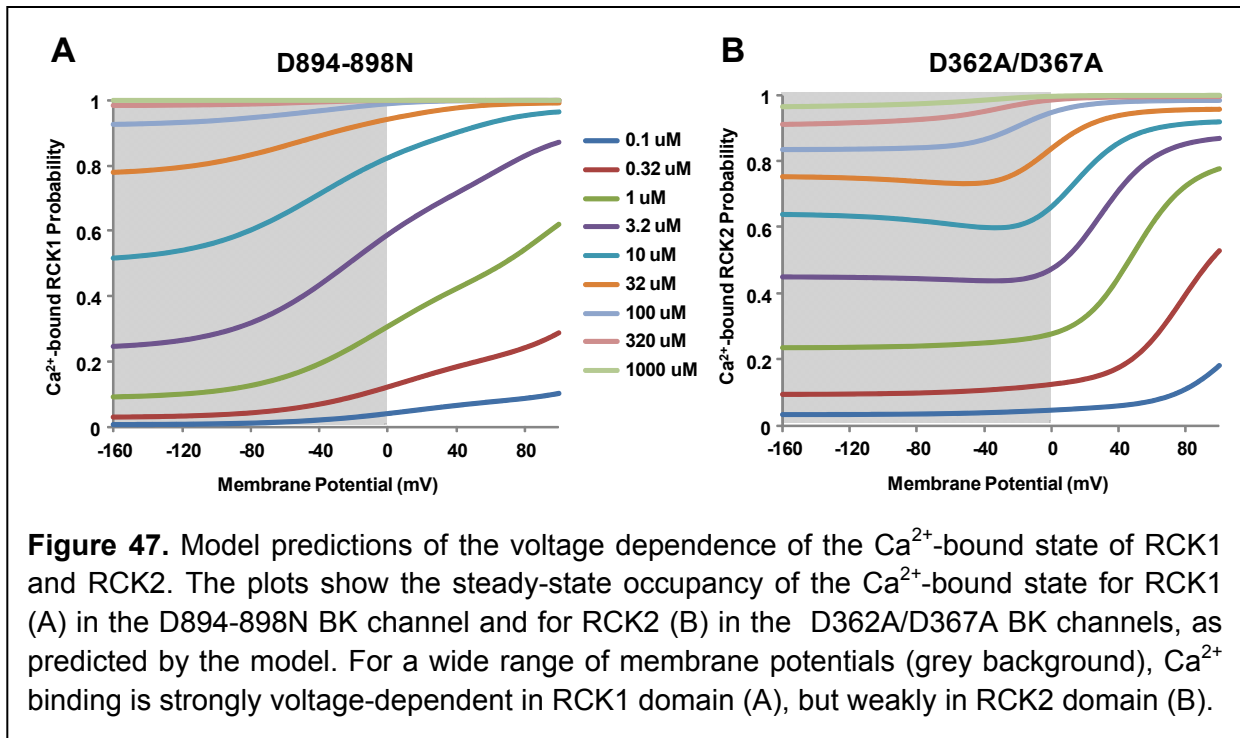 A
D894-898N
Ca²⁺-bound RCK1 Probability
1
0.8
0.6
0.4
0.2
0
-160 -120 -80 -40 0 40 80
Membrane Potential (mV)
0.1 uM
0.32 uM
1 uM
3.2 uM
10 uM
32 uM
100 uM
320 uM
1000 uM
B
D362A/D367A
Ca²⁺-bound RCK2 Probability
1
0.8
0.6
0.4
0.2
0
-160 -120 -80 -40 0 40 80
Membrane Potential (mV)
Figure 47. Model predictions of the voltage dependence of the Ca²⁺-bound state of RCK1
and RCK2. The plots show the steady-state occupancy of the Ca²⁺-bound state for RCK1
(A) in the D894-898N BK channel and for RCK2 (B) in the D362A/D367A BK channels, as
predicted by the model. For a wide range of membrane potentials (grey background), Ca²⁺
binding is strongly voltage-dependent in RCK1 domain (A), but weakly in RCK2 domain (B).